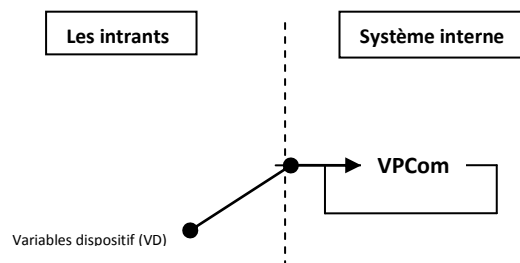 Les intrants
Système interne
VPCom
Variables dispositif (VD)